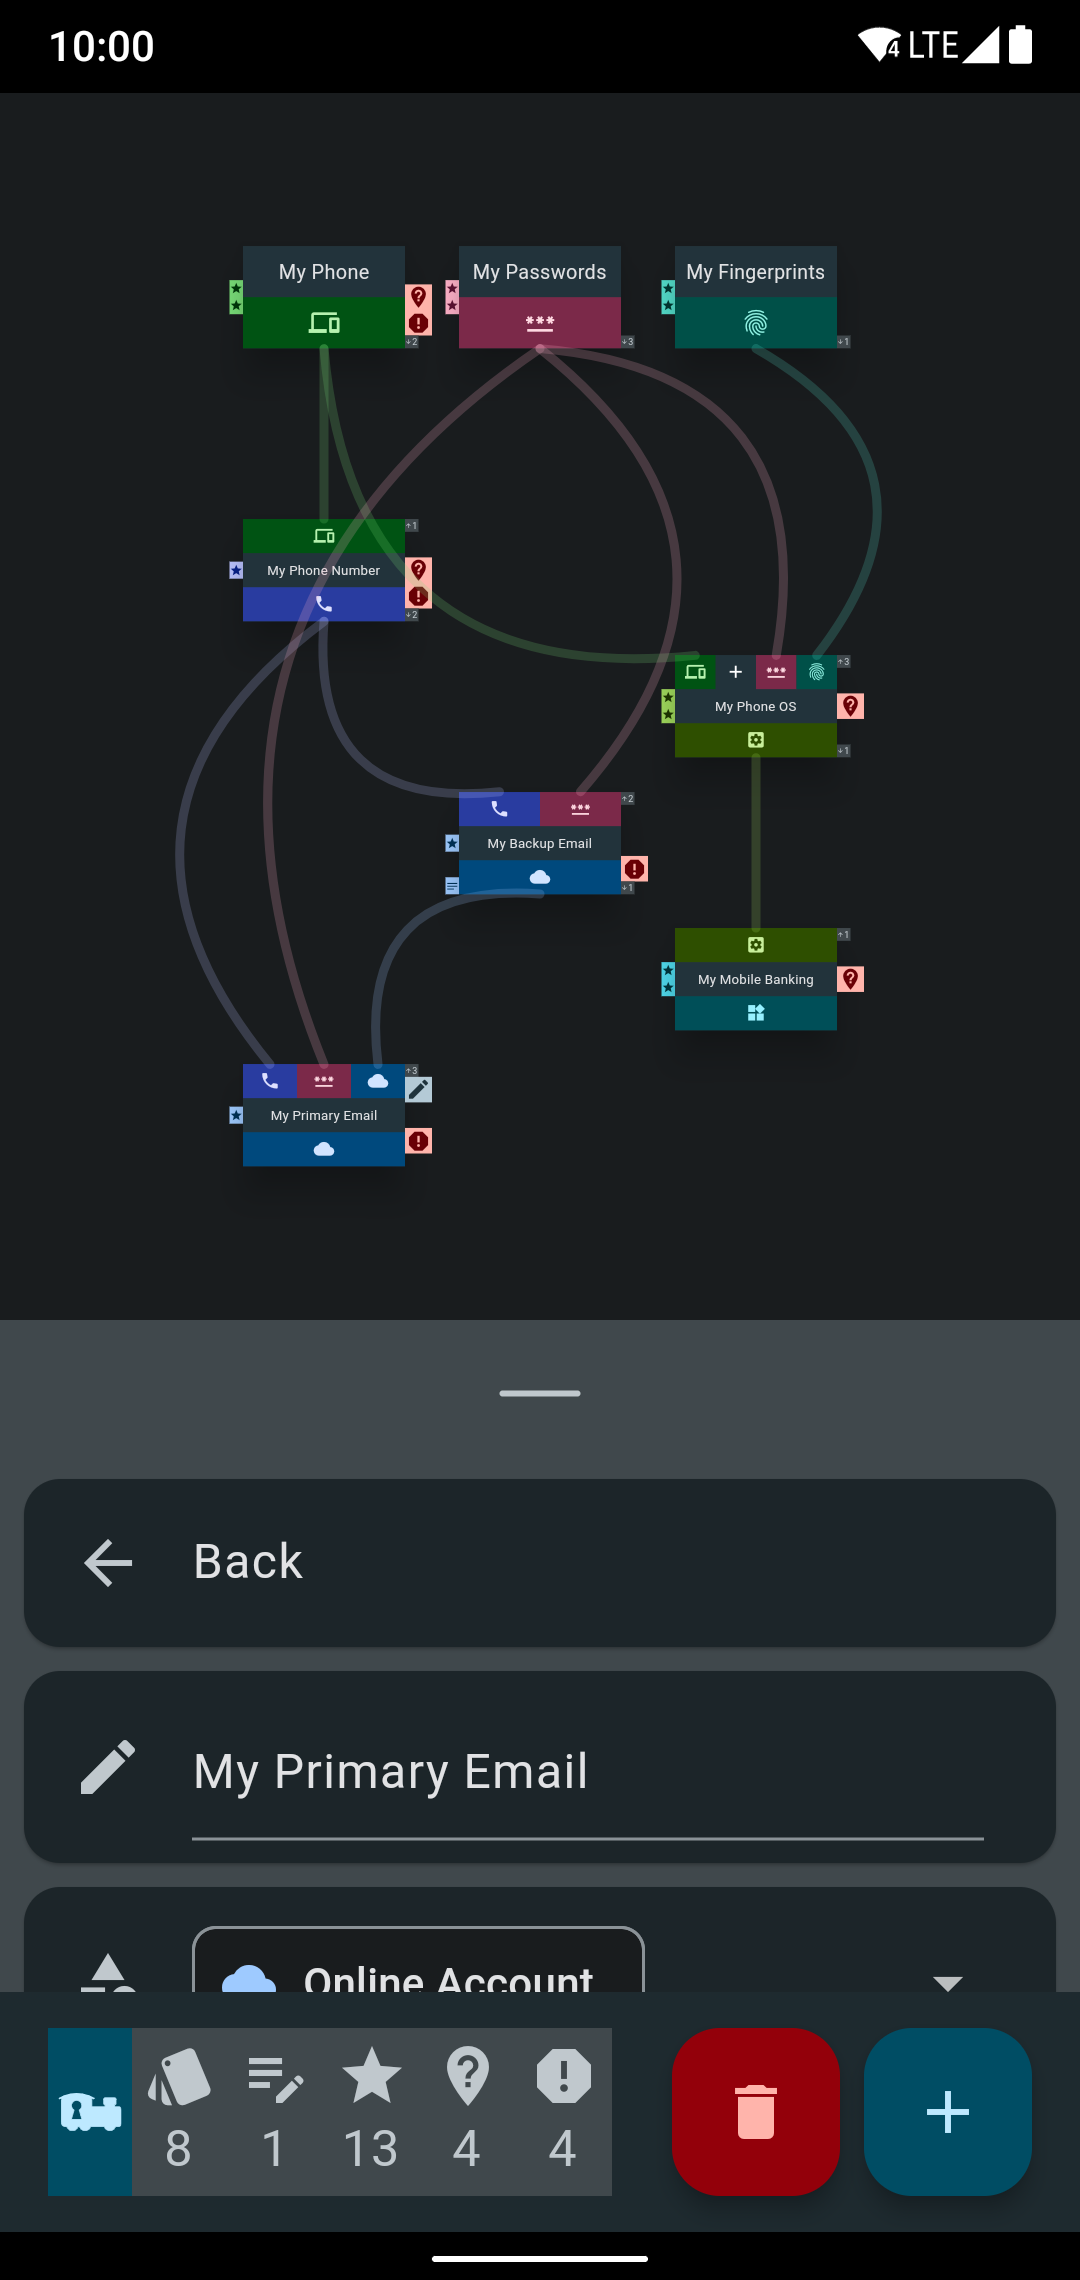 10:00
4 LTE
My Phone
My Passwords
My Fingerprints
↓2
↓3
↓1
↑1
My Phone Number
↓2
↑3
My Phone OS
↓1
↑2
My Backup Email
↓1
↑1
My Mobile Banking
↑3
My Primary Email
Back
My Primary Email
Online Account
8 1 13 4 4